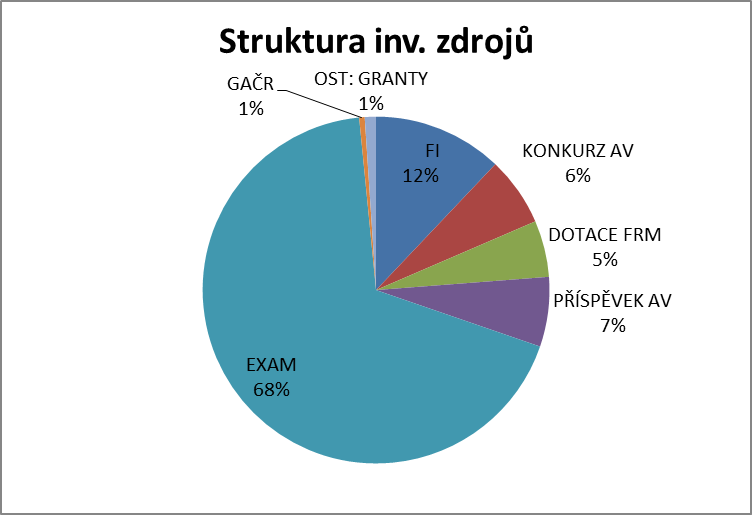 Struktura inv. zdrojů
GAČR
1%
OST: GRANTY
1%
FI
12%
KONKURZ AV
6%
DOTACE FRM
5%
PŘÍSPĚVEK AV
7%
EXAM
68%